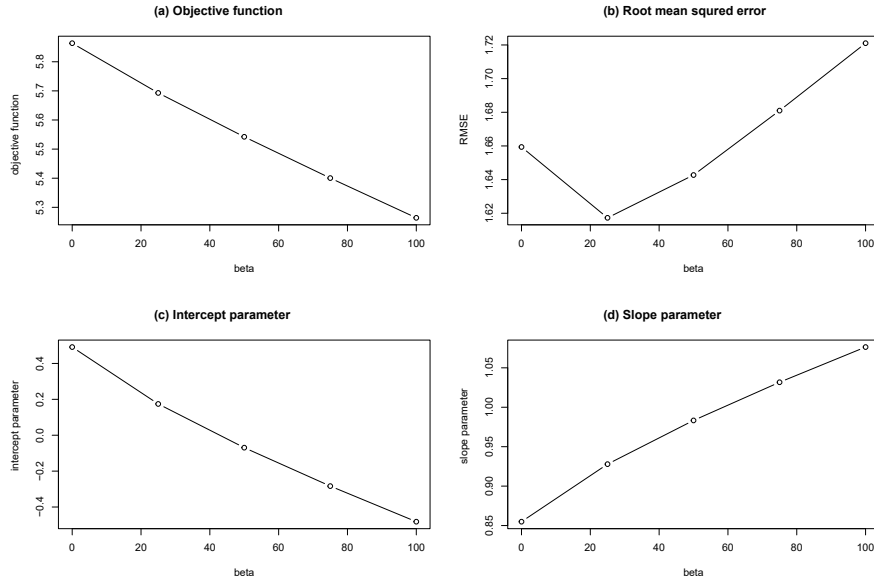 (a) Objective function
objective function
5.3 5.4 5.5 5.6 5.7 5.8
0 20 40 60 80 100
beta
(b) Root mean squred error
RMSE
1.62 1.64 1.66 1.68 1.70 1.72
0 20 40 60 80 100
beta
(c) Intercept parameter
intercept parameter
−0.4 −0.2 0.0 0.2 0.4
0 20 40 60 80 100
beta
(d) Slope parameter
slope parameter
0.85 0.90 0.95 1.00 1.05
0 20 40 60 80 100
beta